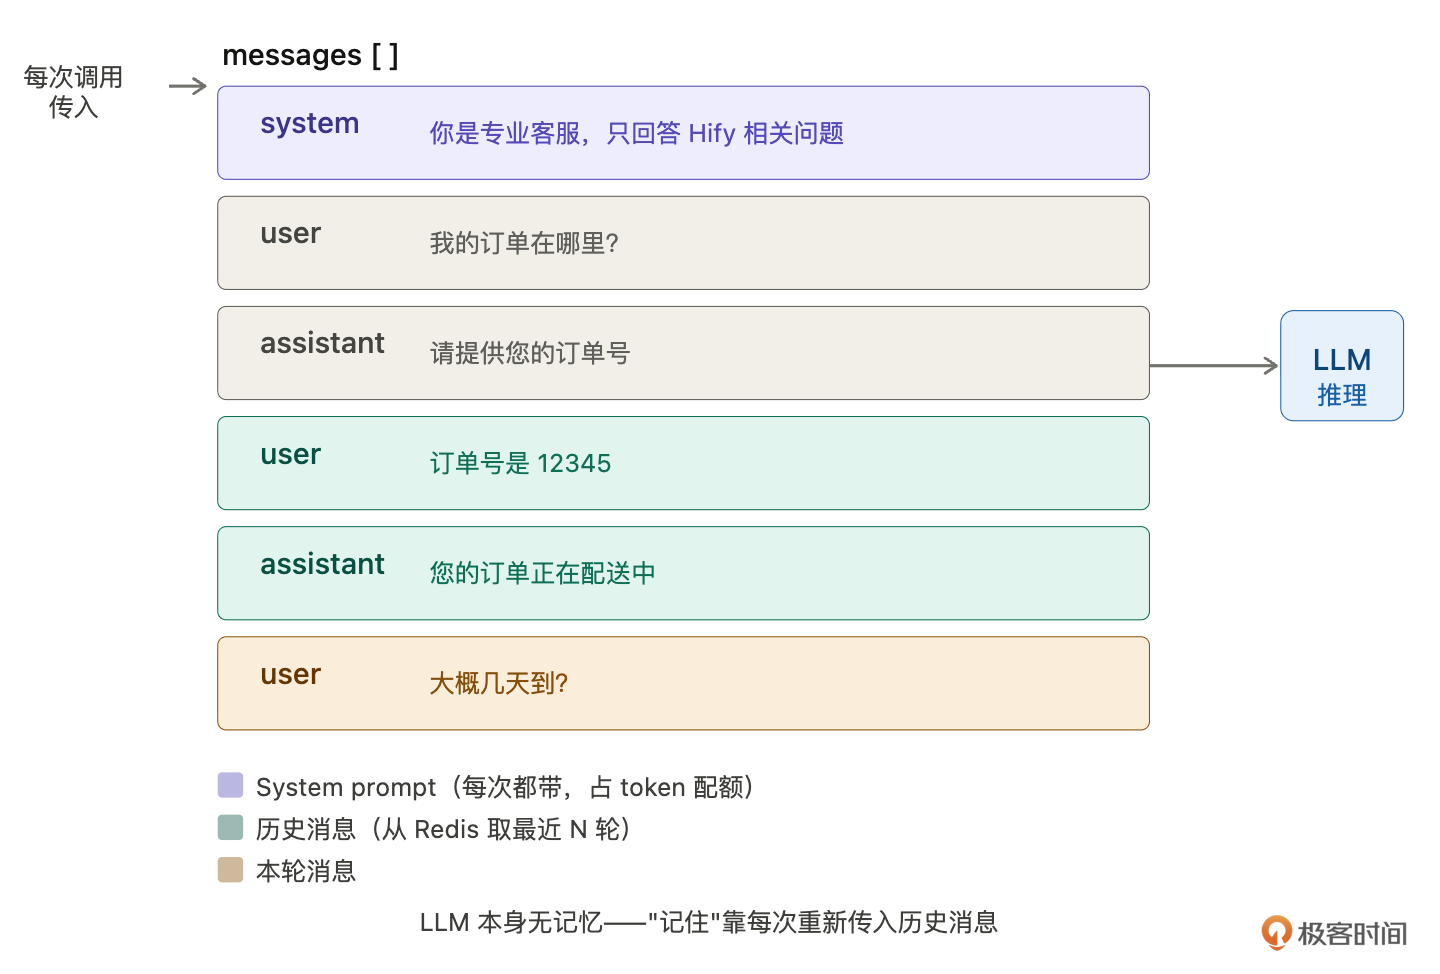 messages [ ]
每次调用
传入
system
你是专业客服，只回答 Hify 相关问题
user
我的订单在哪里?
assistant
请提供您的订单号
LLM
推理
user
订单号是 12345
assistant
您的订单正在配送中
user
大概几天到?
System prompt（每次都带，占 token 配额）
历史消息（从 Redis 取最近 N 轮）
本轮消息
LLM 本身无记忆——"记住"靠每次重新传入历史消息
极客时间